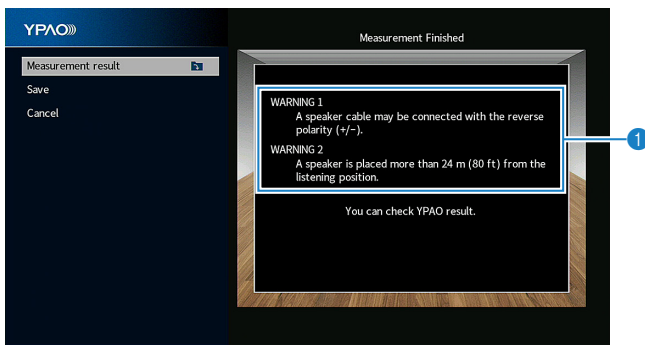 YPAO
Measurement Finished
Measurement result
Save
Cancel
WARNING 1
A speaker cable may be connected with the reverse
polarity (+/-).
WARNING 2
A speaker is placed more than 24 m (80 ft) from the
listening position.
You can check YPAO result.
1